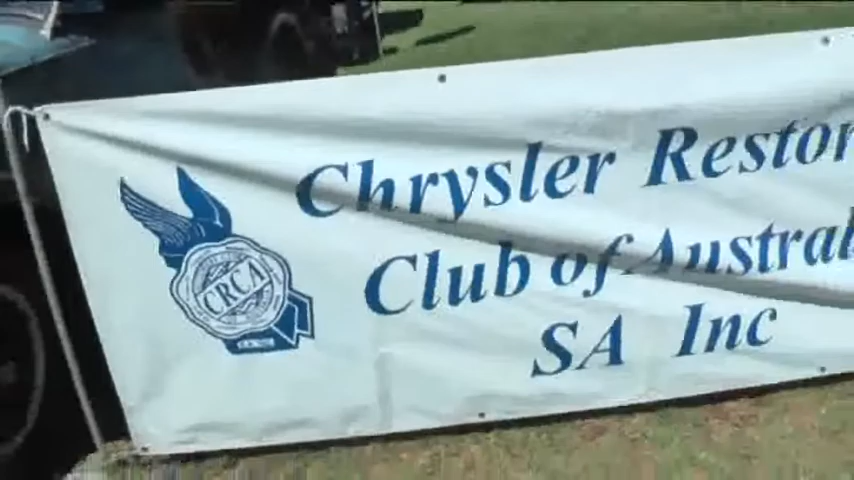 Chrysler Restor
Club of Austral
SA Inc
CRCA